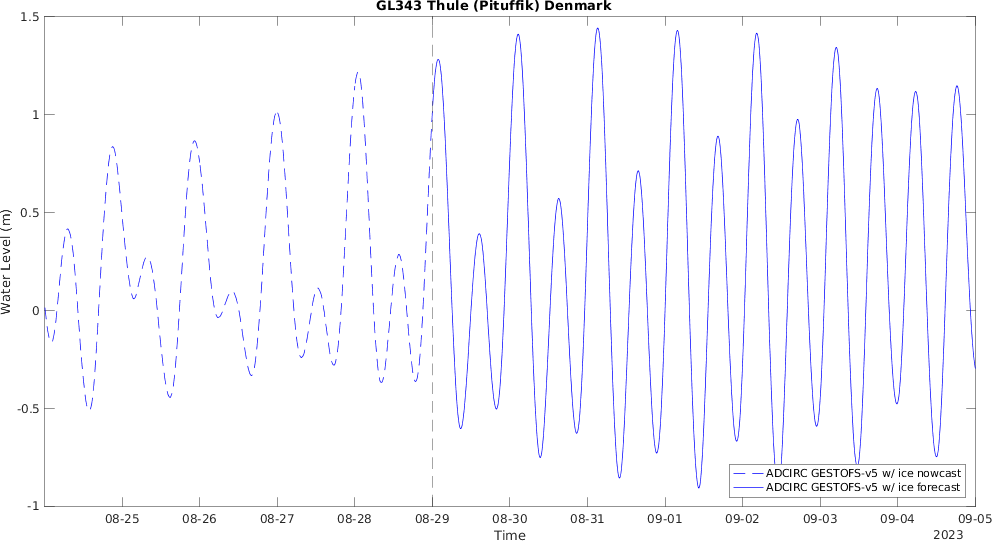 GL343 Thule (Pituffik) Denmark
1.5
1
0.5
0
-0.5
-1
Water Level (m)
ADCIRC GESTOFS-v5 w/ ice nowcast
ADCIRC GESTOFS-v5 w/ ice forecast
08-25 08-26 08-27 08-28 08-29 08-30 08-31 09-01 09-02 09-03 09-04 09-05
Time
2023